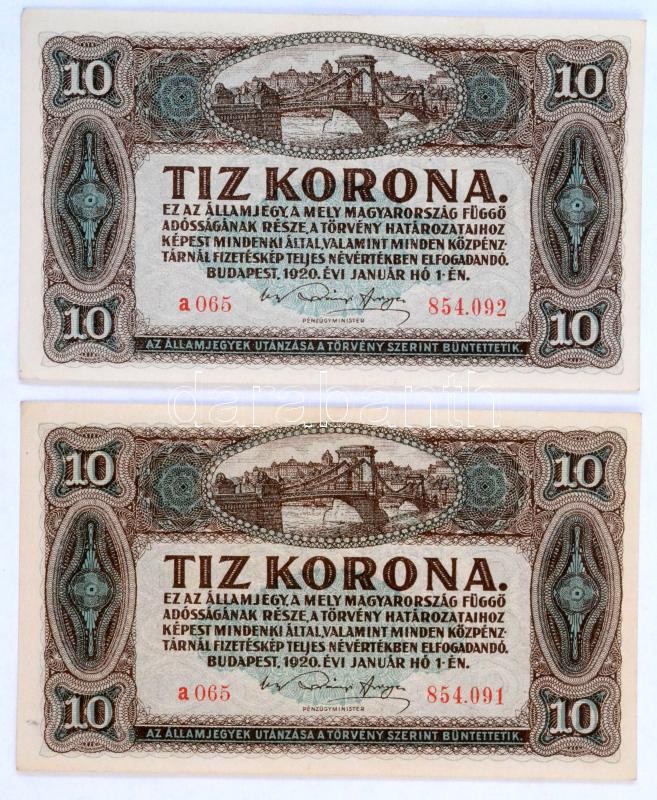 10 10
TIZ KORONA.
EZ AZ ÁLLAMJEGY, A MELY MAGYARORSZÁG FÜGGŐ
ADÓSSÁGÁNAK RÉSZE, A TÖRVÉNY HATÁROZATAIHOZ
KÉPEST MINDENKI ÁLTAL, VALAMINT MINDEN KÖZPÉNZ-
TÁRNÁL FIZETÉSKÉP TELJES NÉVÉRTÉKBEN ELFOGADANDÓ.
BUDAPEST, 1920. ÉVI JANUÁR HÓ 1-ÉN.
a 065 854.092
PÉNZÜGYMINISTER
10 10
AZ ÁLLAMJEGYEK UTÁNZÁSA A TÖRVÉNY SZERINT BÜNTETTETIK.
darabanth
10 10
TIZ KORONA.
EZ AZ ÁLLAMJEGY, A MELY MAGYARORSZÁG FÜGGŐ
ADÓSSÁGÁNAK RÉSZE, A TÖRVÉNY HATÁROZATAIHOZ
KÉPEST MINDENKI ÁLTAL, VALAMINT MINDEN KÖZPÉNZ-
TÁRNÁL FIZETÉSKÉP TELJES NÉVÉRTÉKBEN ELFOGADANDÓ.
BUDAPEST, 1920. ÉVI JANUÁR HÓ 1-ÉN.
a 065 854.091
PÉNZÜGYMINISTER
10 10
AZ ÁLLAMJEGYEK UTÁNZÁSA A TÖRVÉNY SZERINT BÜNTETTETIK.